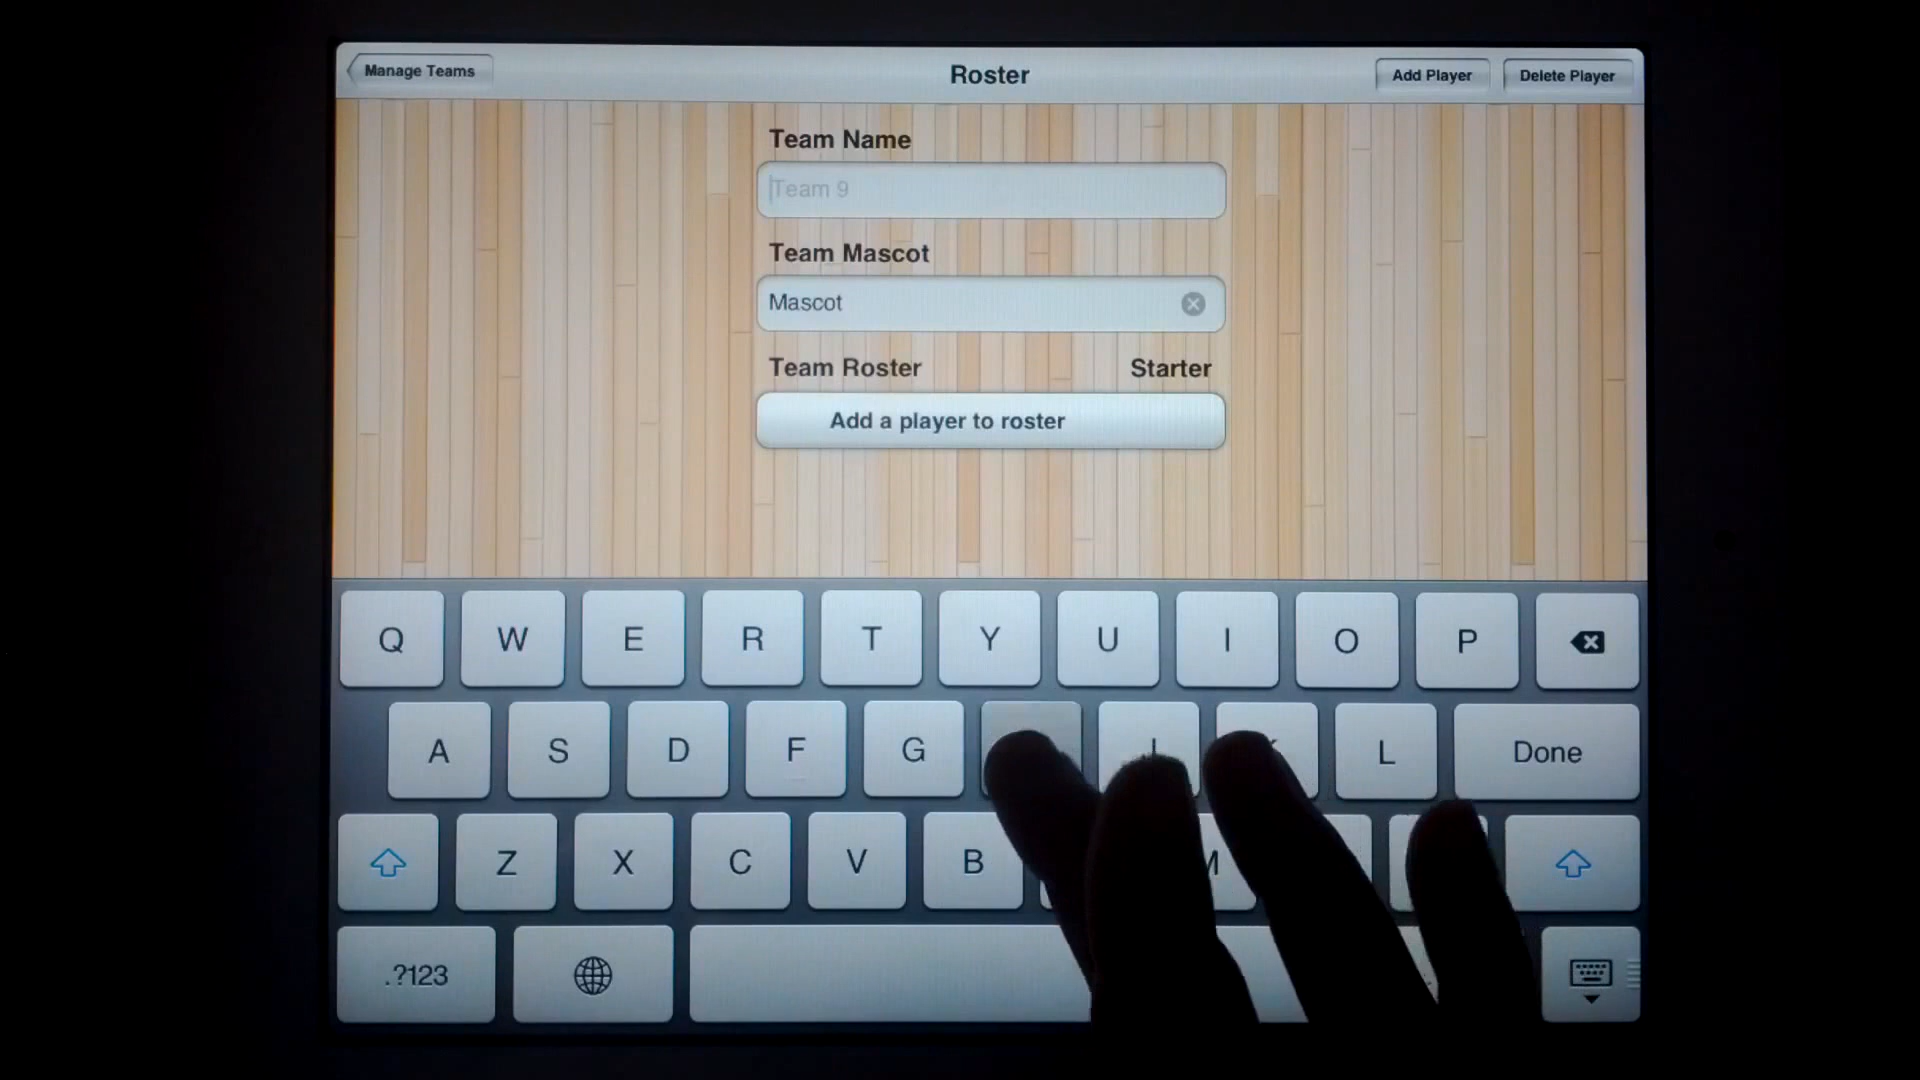 Manage Teams
Roster
Add Player
Delete Player
Team Name
Team 9
Team Mascot
Mascot
Team Roster
Starter
Add a player to roster
Q W E R T Y U I O P
A S D F G L Done
Z X C V B M
.?123